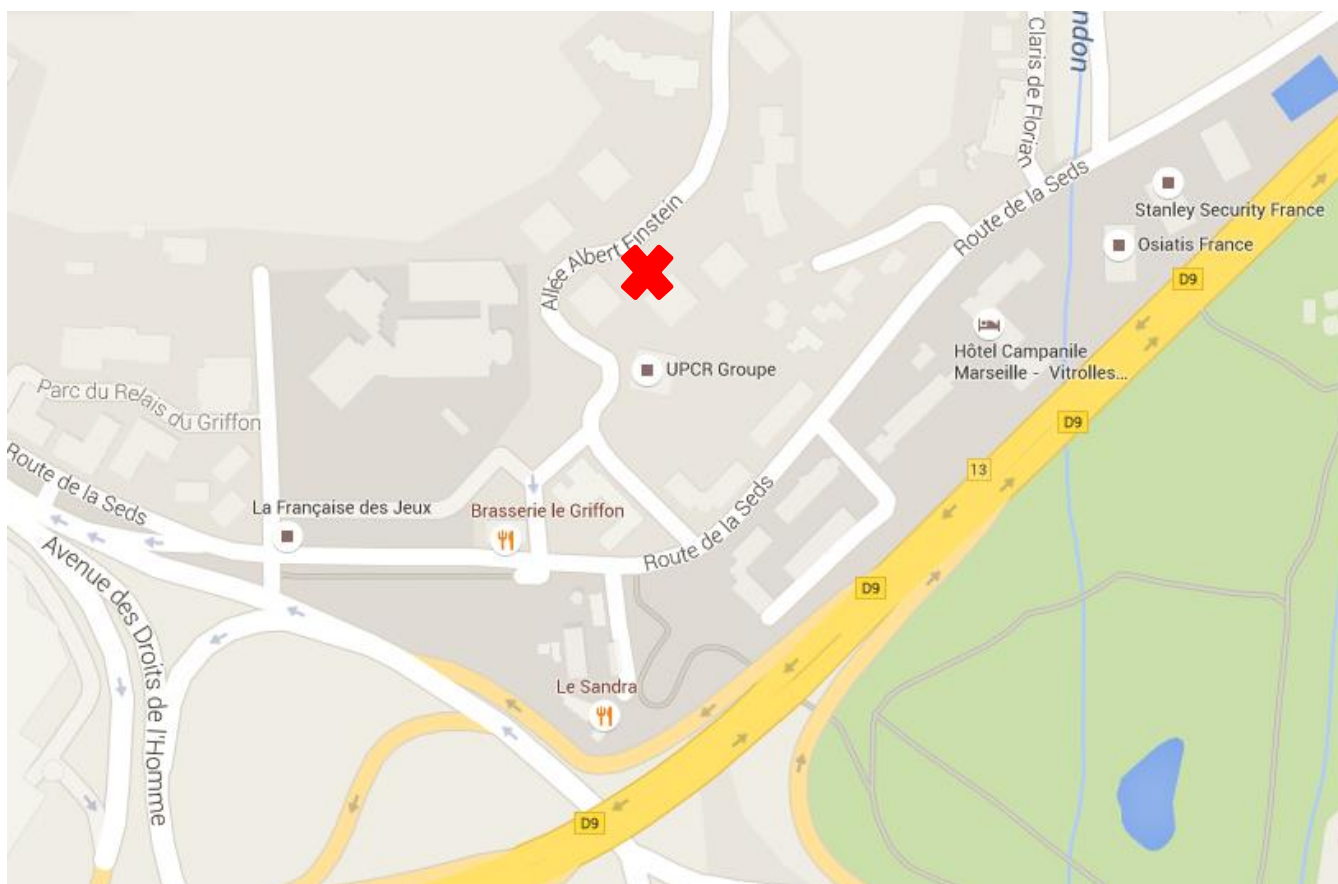 ndon
Claris de Florian
Route de la Seds
Stanley Security France
Osiatis France
D9
Allée Albert Einstein
Hôtel Campanile
Marseille - Vitrolles...
UPCR Groupe
Parc du Relais du Griffon
D9
13
Route de la Seds
La Française des Jeux
Brasserie le Griffon
Route de la Seds
Avenue des Droits de l'Homme
D9
Le Sandra
D9